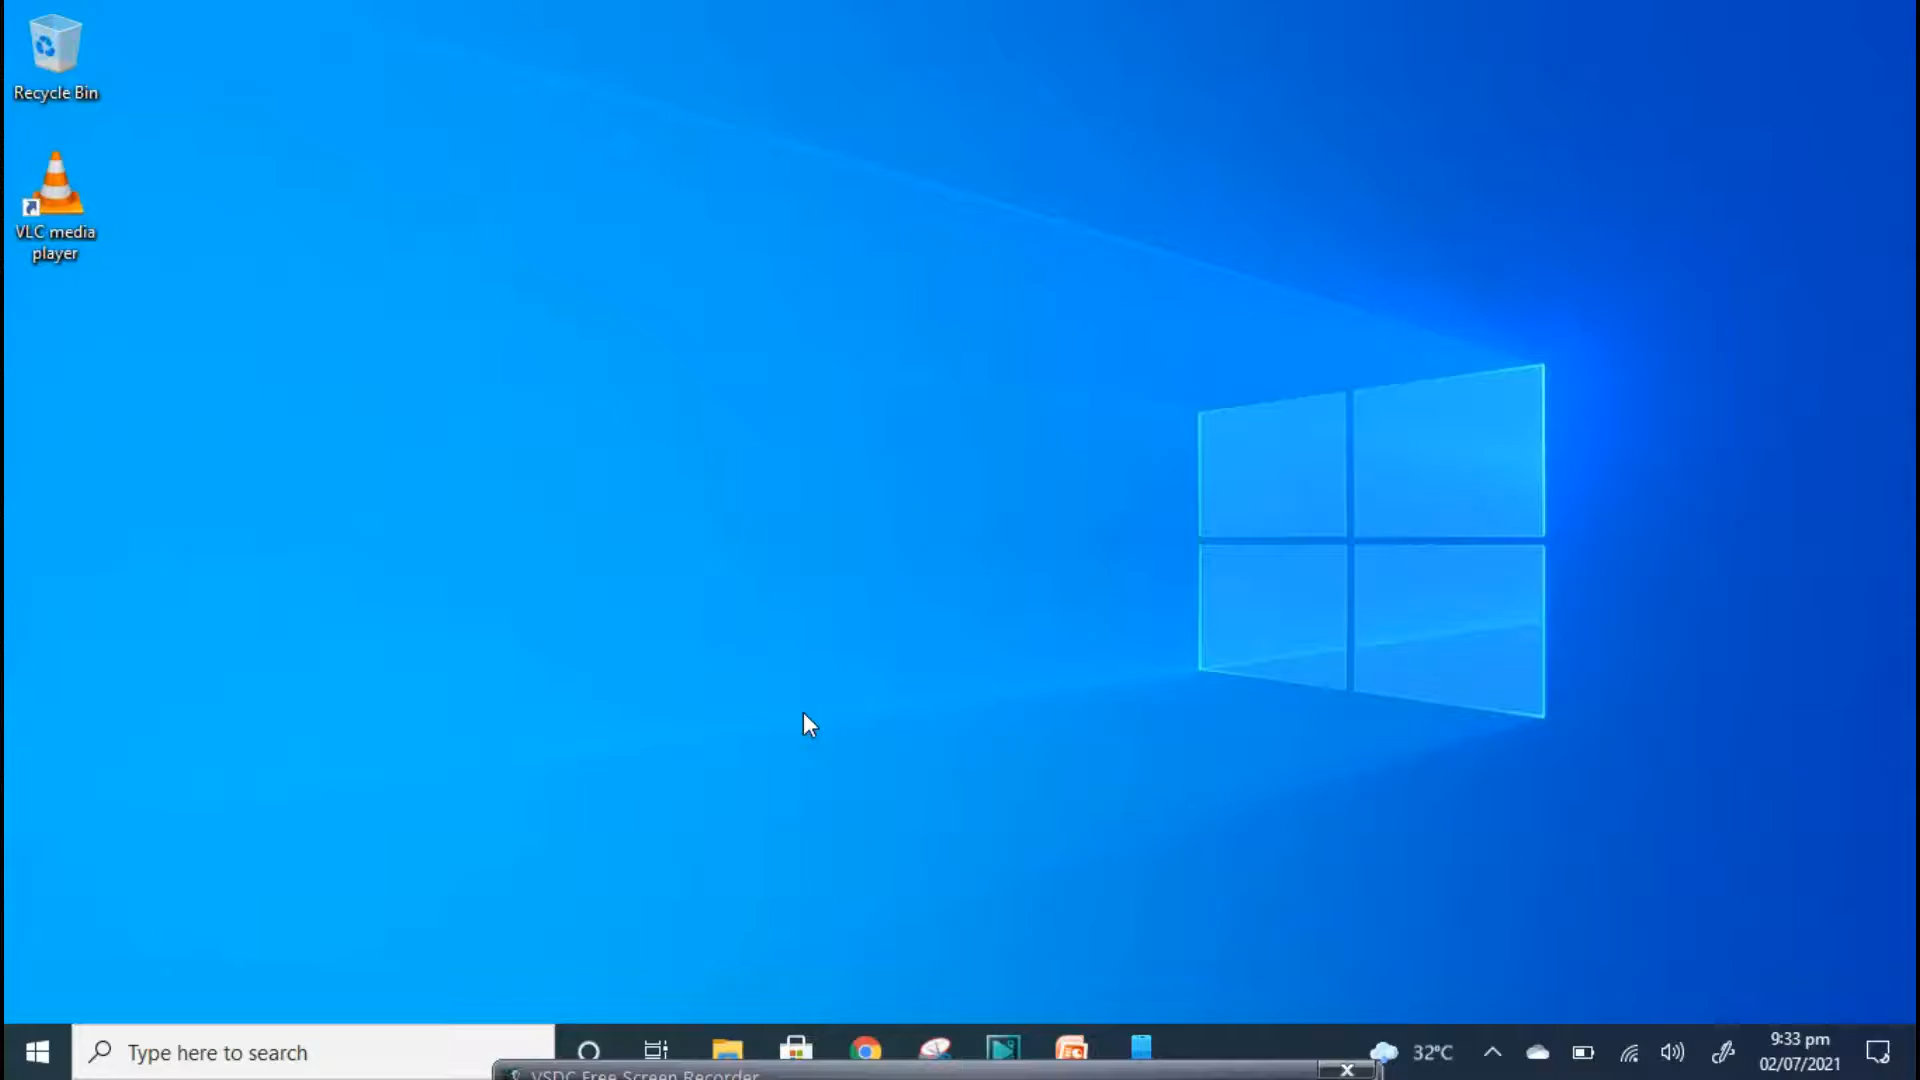 Recycle Bin
VLC media
player
Type here to search
32°C
9:33 pm
02/07/2021
VSDC Free Screen Recorder